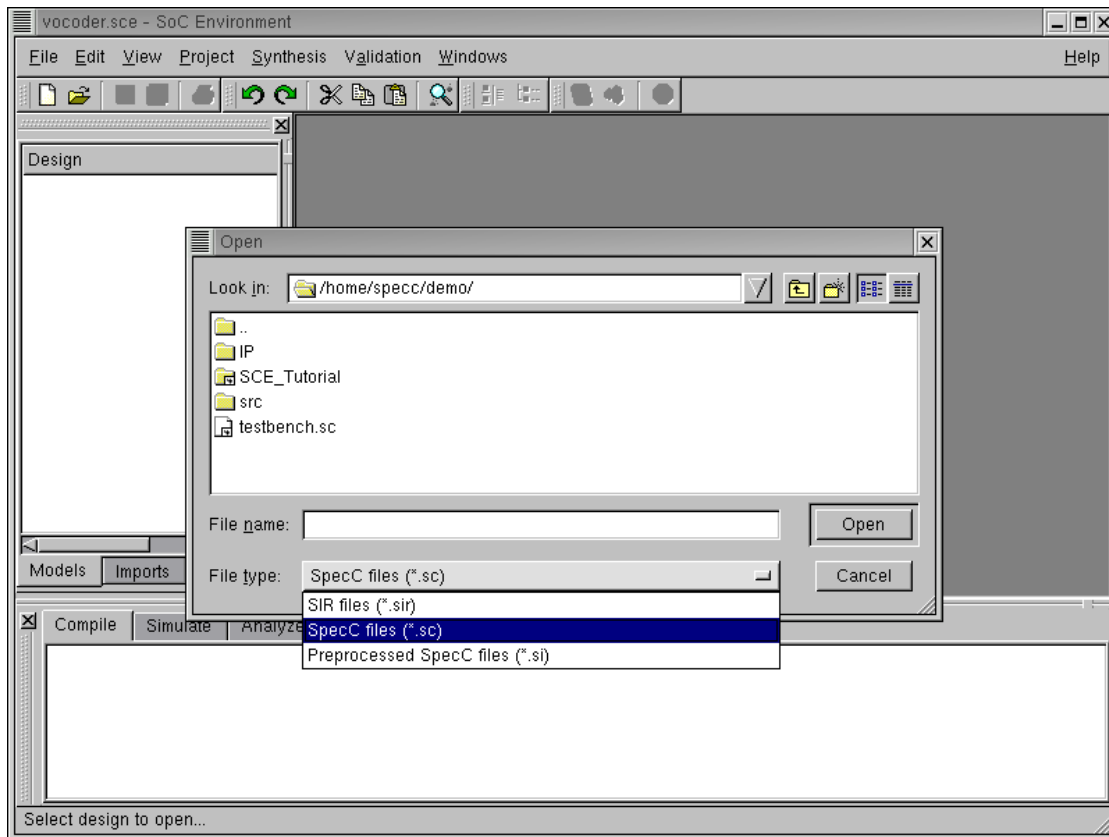 vocoder.sce - SoC Environment
File Edit View Project Synthesis Validation Windows Help
Design
Open
Look in: /home/specc/demo/
..
IP
SCE_Tutorial
src
testbench.sc
File name: Open
File type: SpecC files (*.sc) Cancel
SIR files (*.sir)
SpecC files (*.sc)
Preprocessed SpecC files (*.si)
Models Imports
Compile Simulate Analyze
Select design to open...